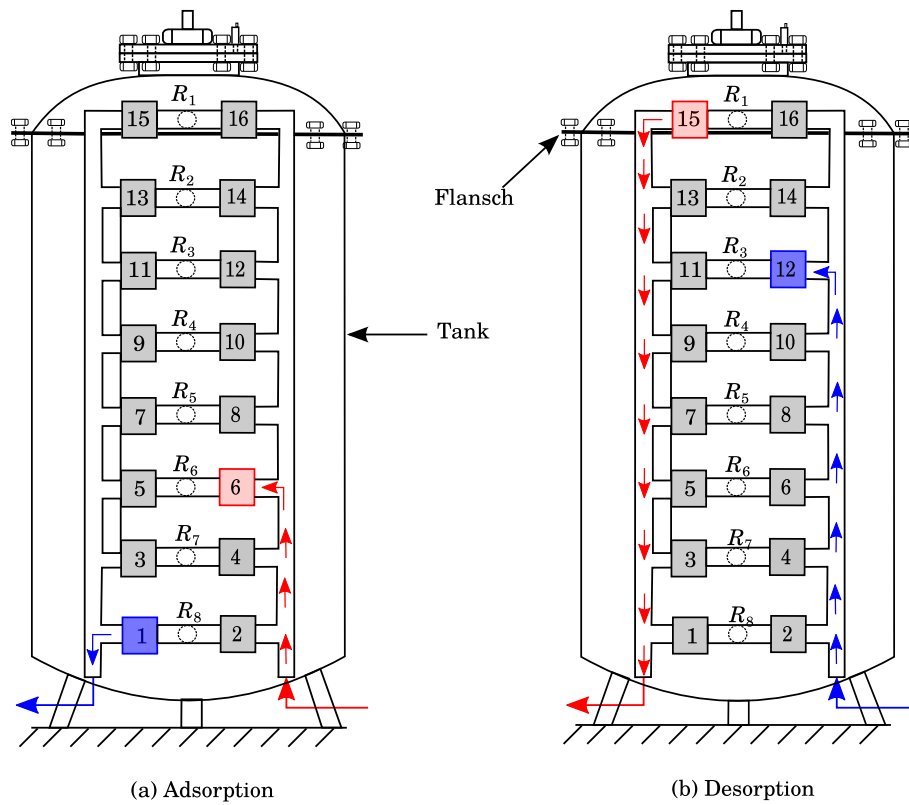 R1
15 16
R2
13 14
R3
11 12
R4
9 10
R5
7 8
R6
5 6
R7
3 4
R8
1 2
(a) Adsorption
Flansch
Tank
R1
15 16
R2
13 14
R3
11 12
R4
9 10
R5
7 8
R6
5 6
R7
3 4
R8
1 2
(b) Desorption